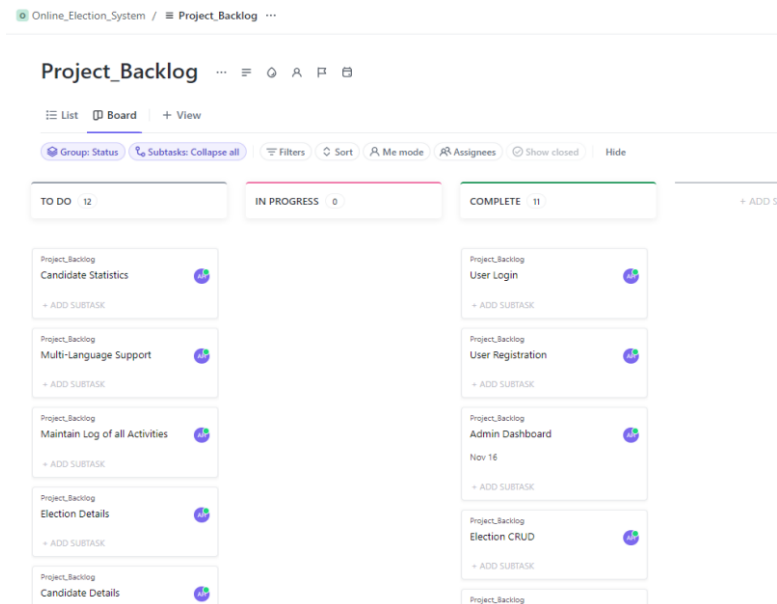 Online_Election_System / Project_Backlog ...
Project_Backlog ...
List Board + View
Group: Status Subtasks: Collapse all Filters Sort Me mode Assignees Show closed Hide
TO DO 12
IN PROGRESS 0
COMPLETE 11
+ ADD S
Project_Backlog
Candidate Statistics
+ ADD SUBTASK
Project_Backlog
Multi-Language Support
+ ADD SUBTASK
Project_Backlog
Maintain Log of all Activities
+ ADD SUBTASK
Project_Backlog
Election Details
+ ADD SUBTASK
Project_Backlog
Candidate Details
Project_Backlog
User Login
+ ADD SUBTASK
Project_Backlog
User Registration
+ ADD SUBTASK
Project_Backlog
Admin Dashboard
Nov 16
+ ADD SUBTASK
Project_Backlog
Election CRUD
+ ADD SUBTASK
Project_Backlog